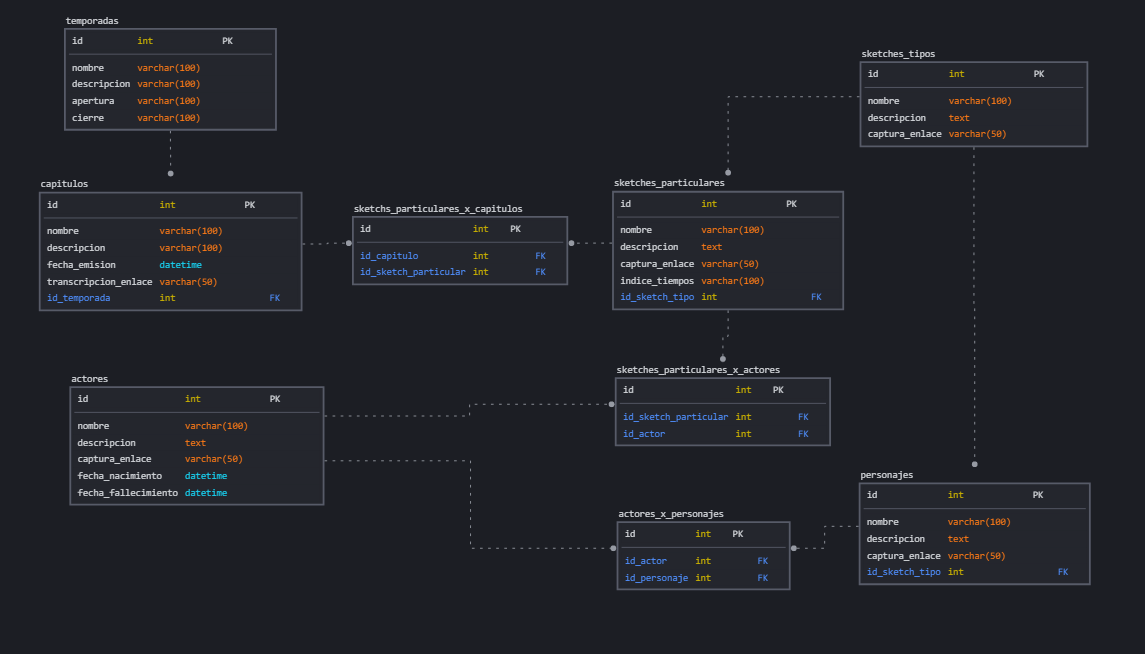 temporadas
id int PK
nombre varchar(100)
descripcion varchar(100)
apertura varchar(100)
cierre varchar(100)
sketches_tipos
id int PK
nombre varchar(100)
descripcion text
captura_enlace varchar(50)
capitulos
id int PK
nombre varchar(100)
descripcion varchar(100)
fecha_emision datetime
transcripcion_enlace varchar(50)
id_temporada int FK
sketchs_particulares_x_capitulos
id int PK
id_capitulo int FK
id_sketch_particular int FK
sketches_particulares
id int PK
nombre varchar(100)
descripcion text
captura_enlace varchar(50)
indice_tiempos varchar(100)
id_sketch_tipo int FK
actores
id int PK
nombre varchar(100)
descripcion text
captura_enlace varchar(50)
fecha_nacimiento datetime
fecha_fallecimiento datetime
sketches_particulares_x_actores
id int PK
id_sketch_particular int FK
id_actor int FK
actores_x_personajes
id int PK
id_actor int FK
id_personaje int FK
personajes
id int PK
nombre varchar(100)
descripcion text
captura_enlace varchar(50)
id_sketch_tipo int FK